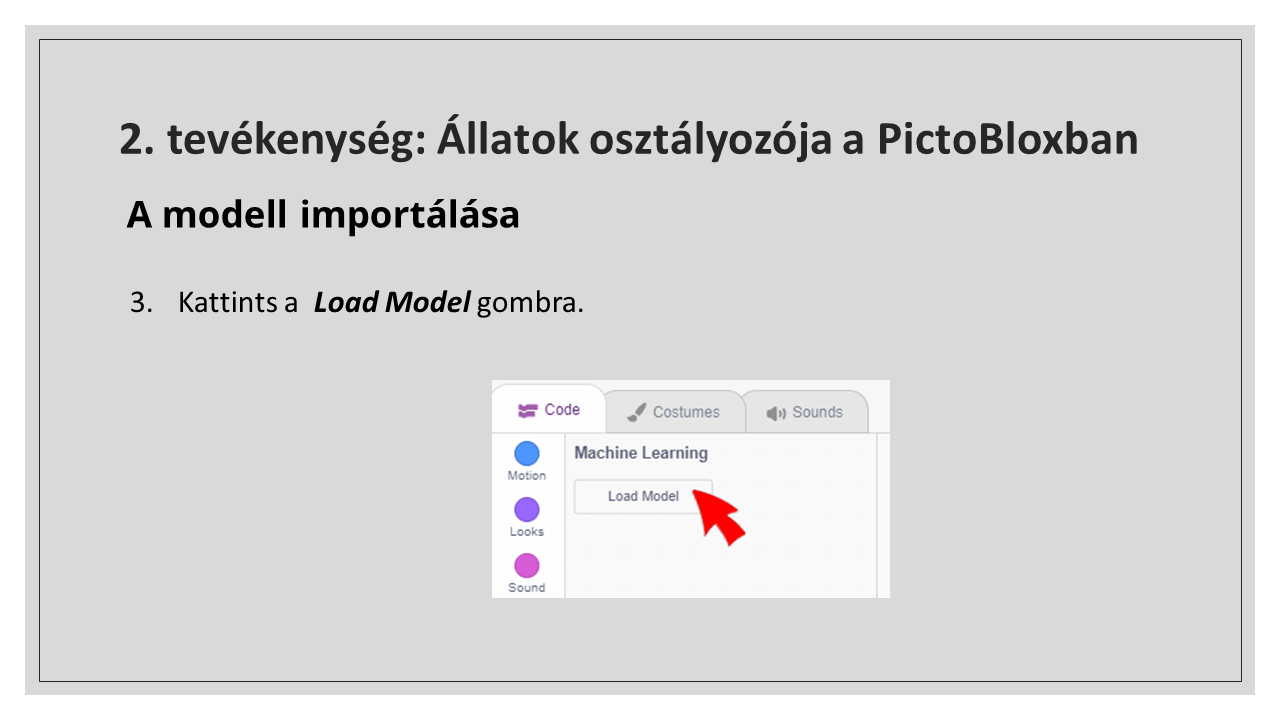 2. tevékenység: Állatok osztályozója a PictoBloxban
A modell importálása
3. Kattints a Load Model gombra.
Code Costumes Sounds
Machine Learning
Motion
Load Model
Looks
Sound